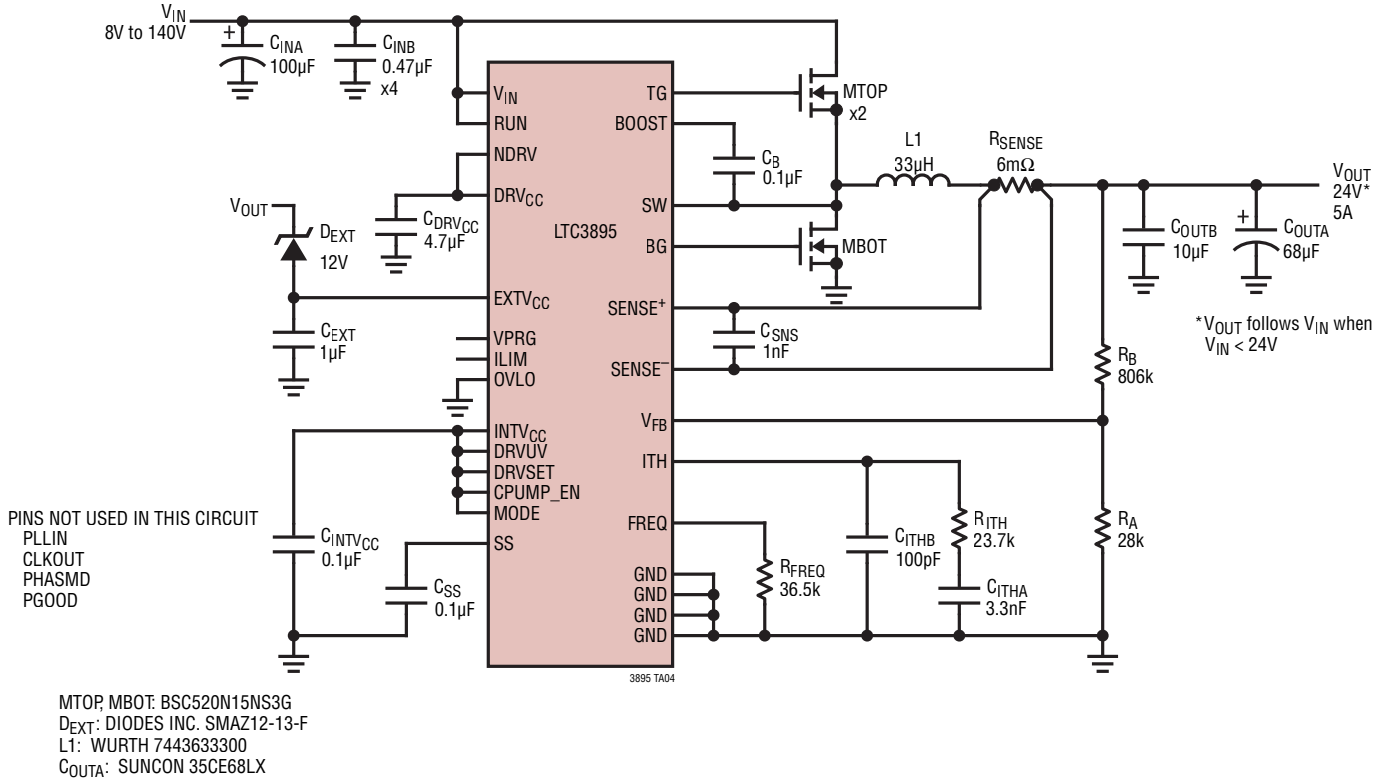 VIN
8V to 140V
+
CINA
100µF
CINB
0.47µF
x4
VIN
RUN
NDRV
DRVCC
EXTVCC
VPRG
ILIM
OVLO
INTVCC
DRVUV
DRVSET
CPUMP_EN
MODE
SS
LTC3895
TG
BOOST
SW
BG
SENSE+
SENSE–
VFB
ITH
FREQ
GND
GND
GND
GND
VOUT
DEXT
12V
CDRVCC
4.7µF
CEXT
1µF
CINTVCC
0.1µF
CSS
0.1µF
MTOP
x2
CB
0.1µF
MBOT
L1
33µH
RSENSE
6mΩ
CSNS
1nF
VOUT
24V*
5A
COUTB
10µF
+
COUTA
68µF
*VOUT follows VIN when
VIN < 24V
RB
806k
RA
28k
RFREQ
36.5k
CITHB
100pF
RITH
23.7k
CITHA
3.3nF
PINS NOT USED IN THIS CIRCUIT
PLLIN
CLKOUT
PHASMD
PGOOD
3895 TA04
MTOP, MBOT: BSC520N15NS3G
DEXT: DIODES INC. SMAZ12-13-F
L1: WURTH 7443633300
COUTA: SUNCON 35CE68LX